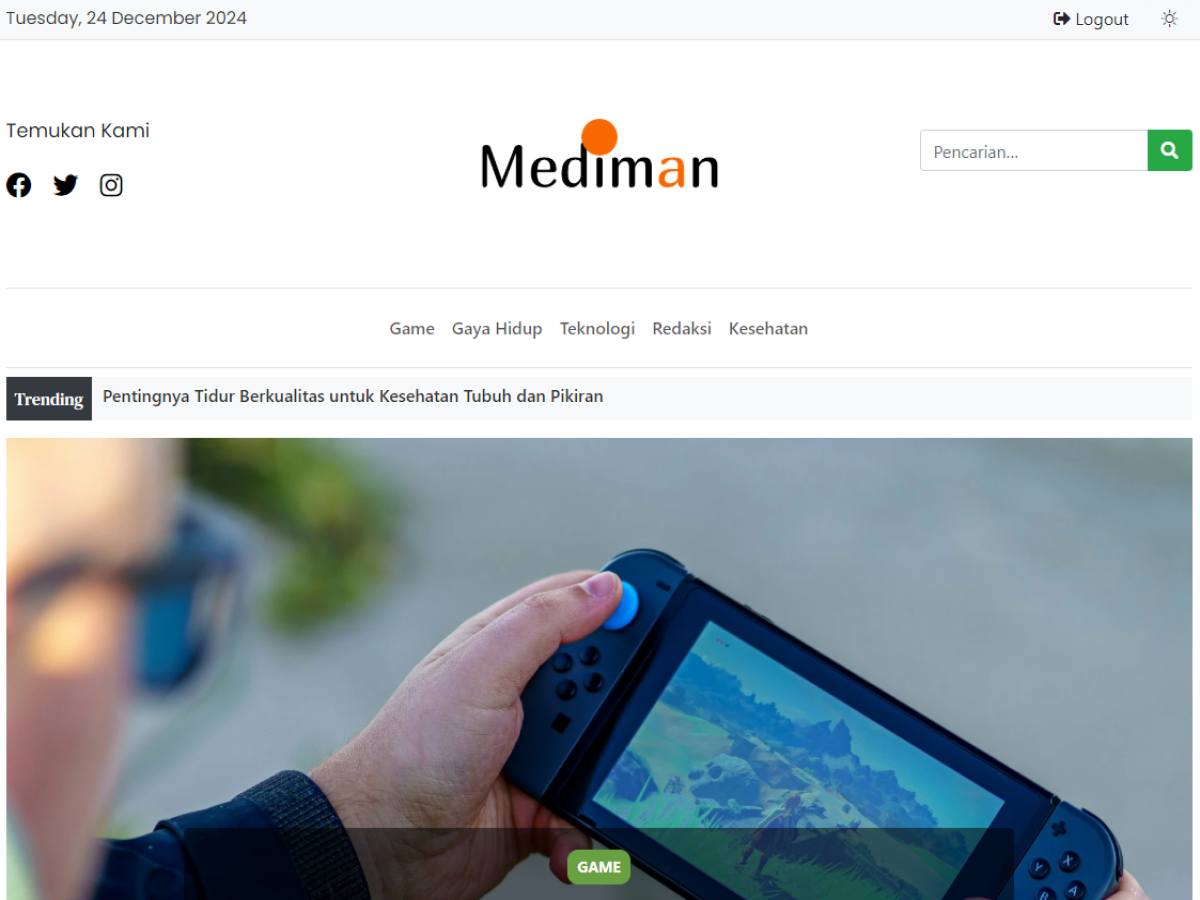 Tuesday, 24 December 2024
Logout
Temukan Kami
Mediman
Pencarian...
Game Gaya Hidup Teknologi Redaksi Kesehatan
Trending Pentingnya Tidur Berkualitas untuk Kesehatan Tubuh dan Pikiran
X
Y
A
B
GAME